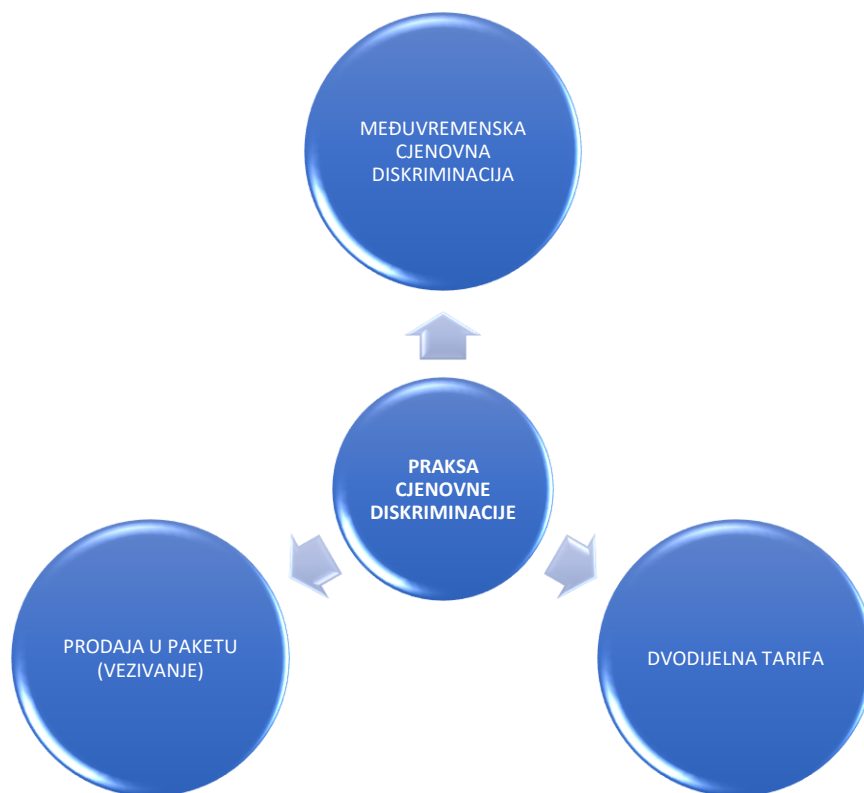 MEĐUVREMENSKA
CJENOVNA
DISKRIMINACIJA
PRAKSA
CJENOVNE
DISKRIMINACIJE
PRODAJA U PAKETU
(VEZIVANJE)
DVODIJELNA TARIFA